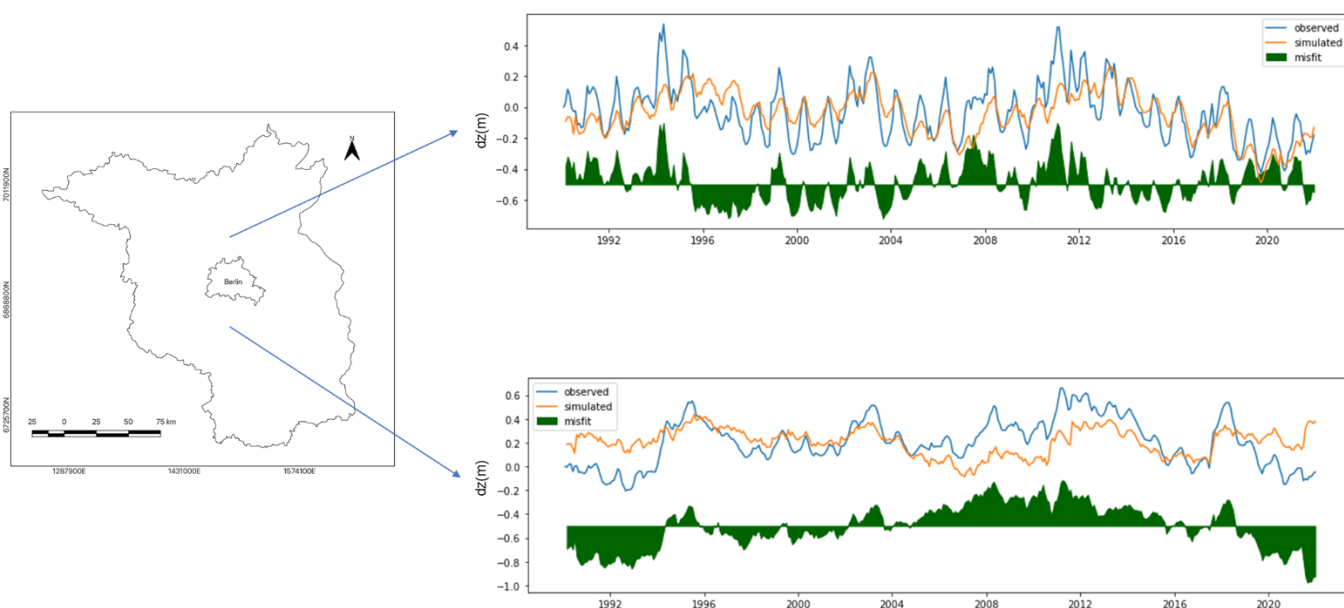 N
7011900N
6868800N
6725700N
Berlin
25 0 25 50 75 km
12879000E 14310000E 15741000E
dz(m)
0.4
0.2
0.0
−0.2
−0.4
−0.6
observed
simulated
misfit
1992 1996 2000 2004 2008 2012 2016 2020
dz(m)
0.6
0.4
0.2
0.0
−0.2
−0.4
−0.6
−0.8
−1.0
observed
simulated
misfit
1992 1996 2000 2004 2008 2012 2016 2020